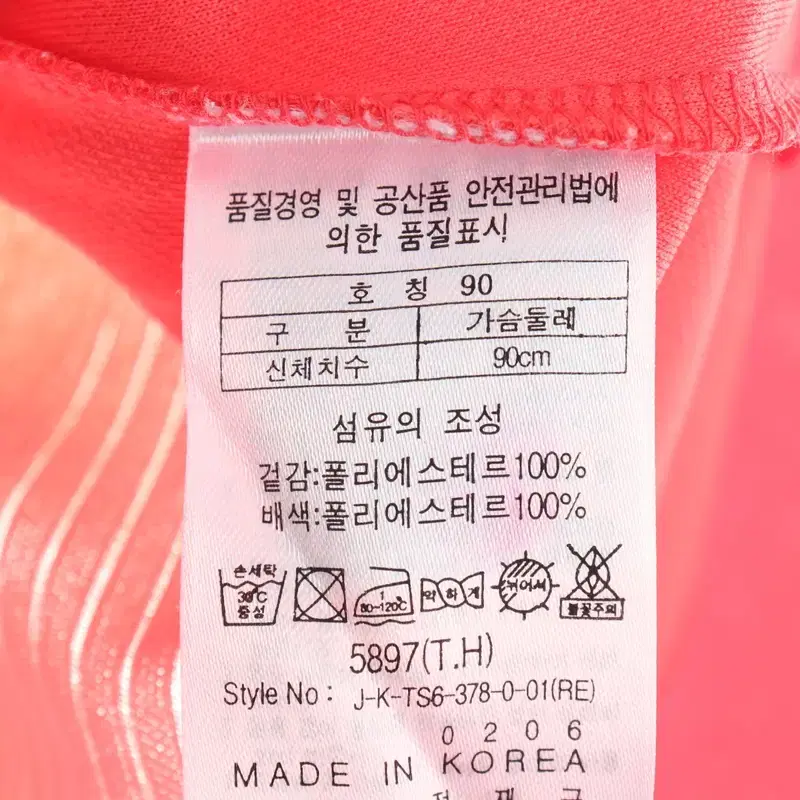 품질경영 및 공산품 안전관리법에
의한 품질표시
호 칭 90
구 분 가슴둘레
신체치수 90cm
섬유의 조성
겉감:폴리에스테르100%
배색:폴리에스테르100%
손세탁 30℃ 중성
1 80~120℃
약하게
뉘어서
불꽃주의
5897(T.H)
Style No : J-K-TS6-378-0-01(RE)
0 2 0 6
MADE IN KOREA